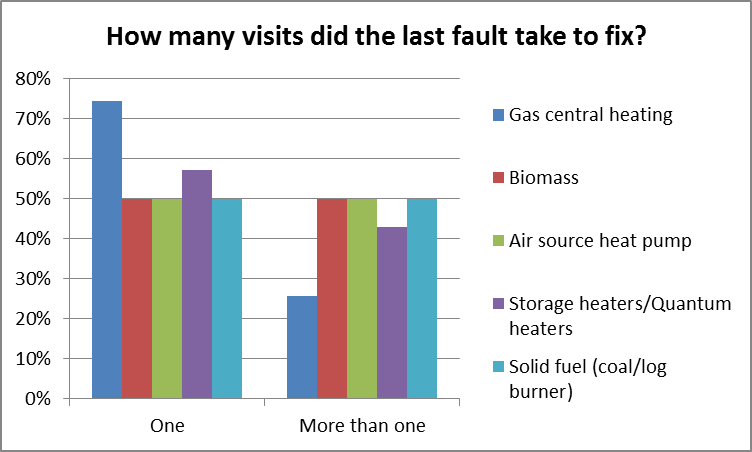 How many visits did the last fault take to fix?
80%
70%
60%
50%
40%
30%
20%
10%
0%
One
More than one
Gas central heating
Biomass
Air source heat pump
Storage heaters/Quantum
heaters
Solid fuel (coal/log
burner)